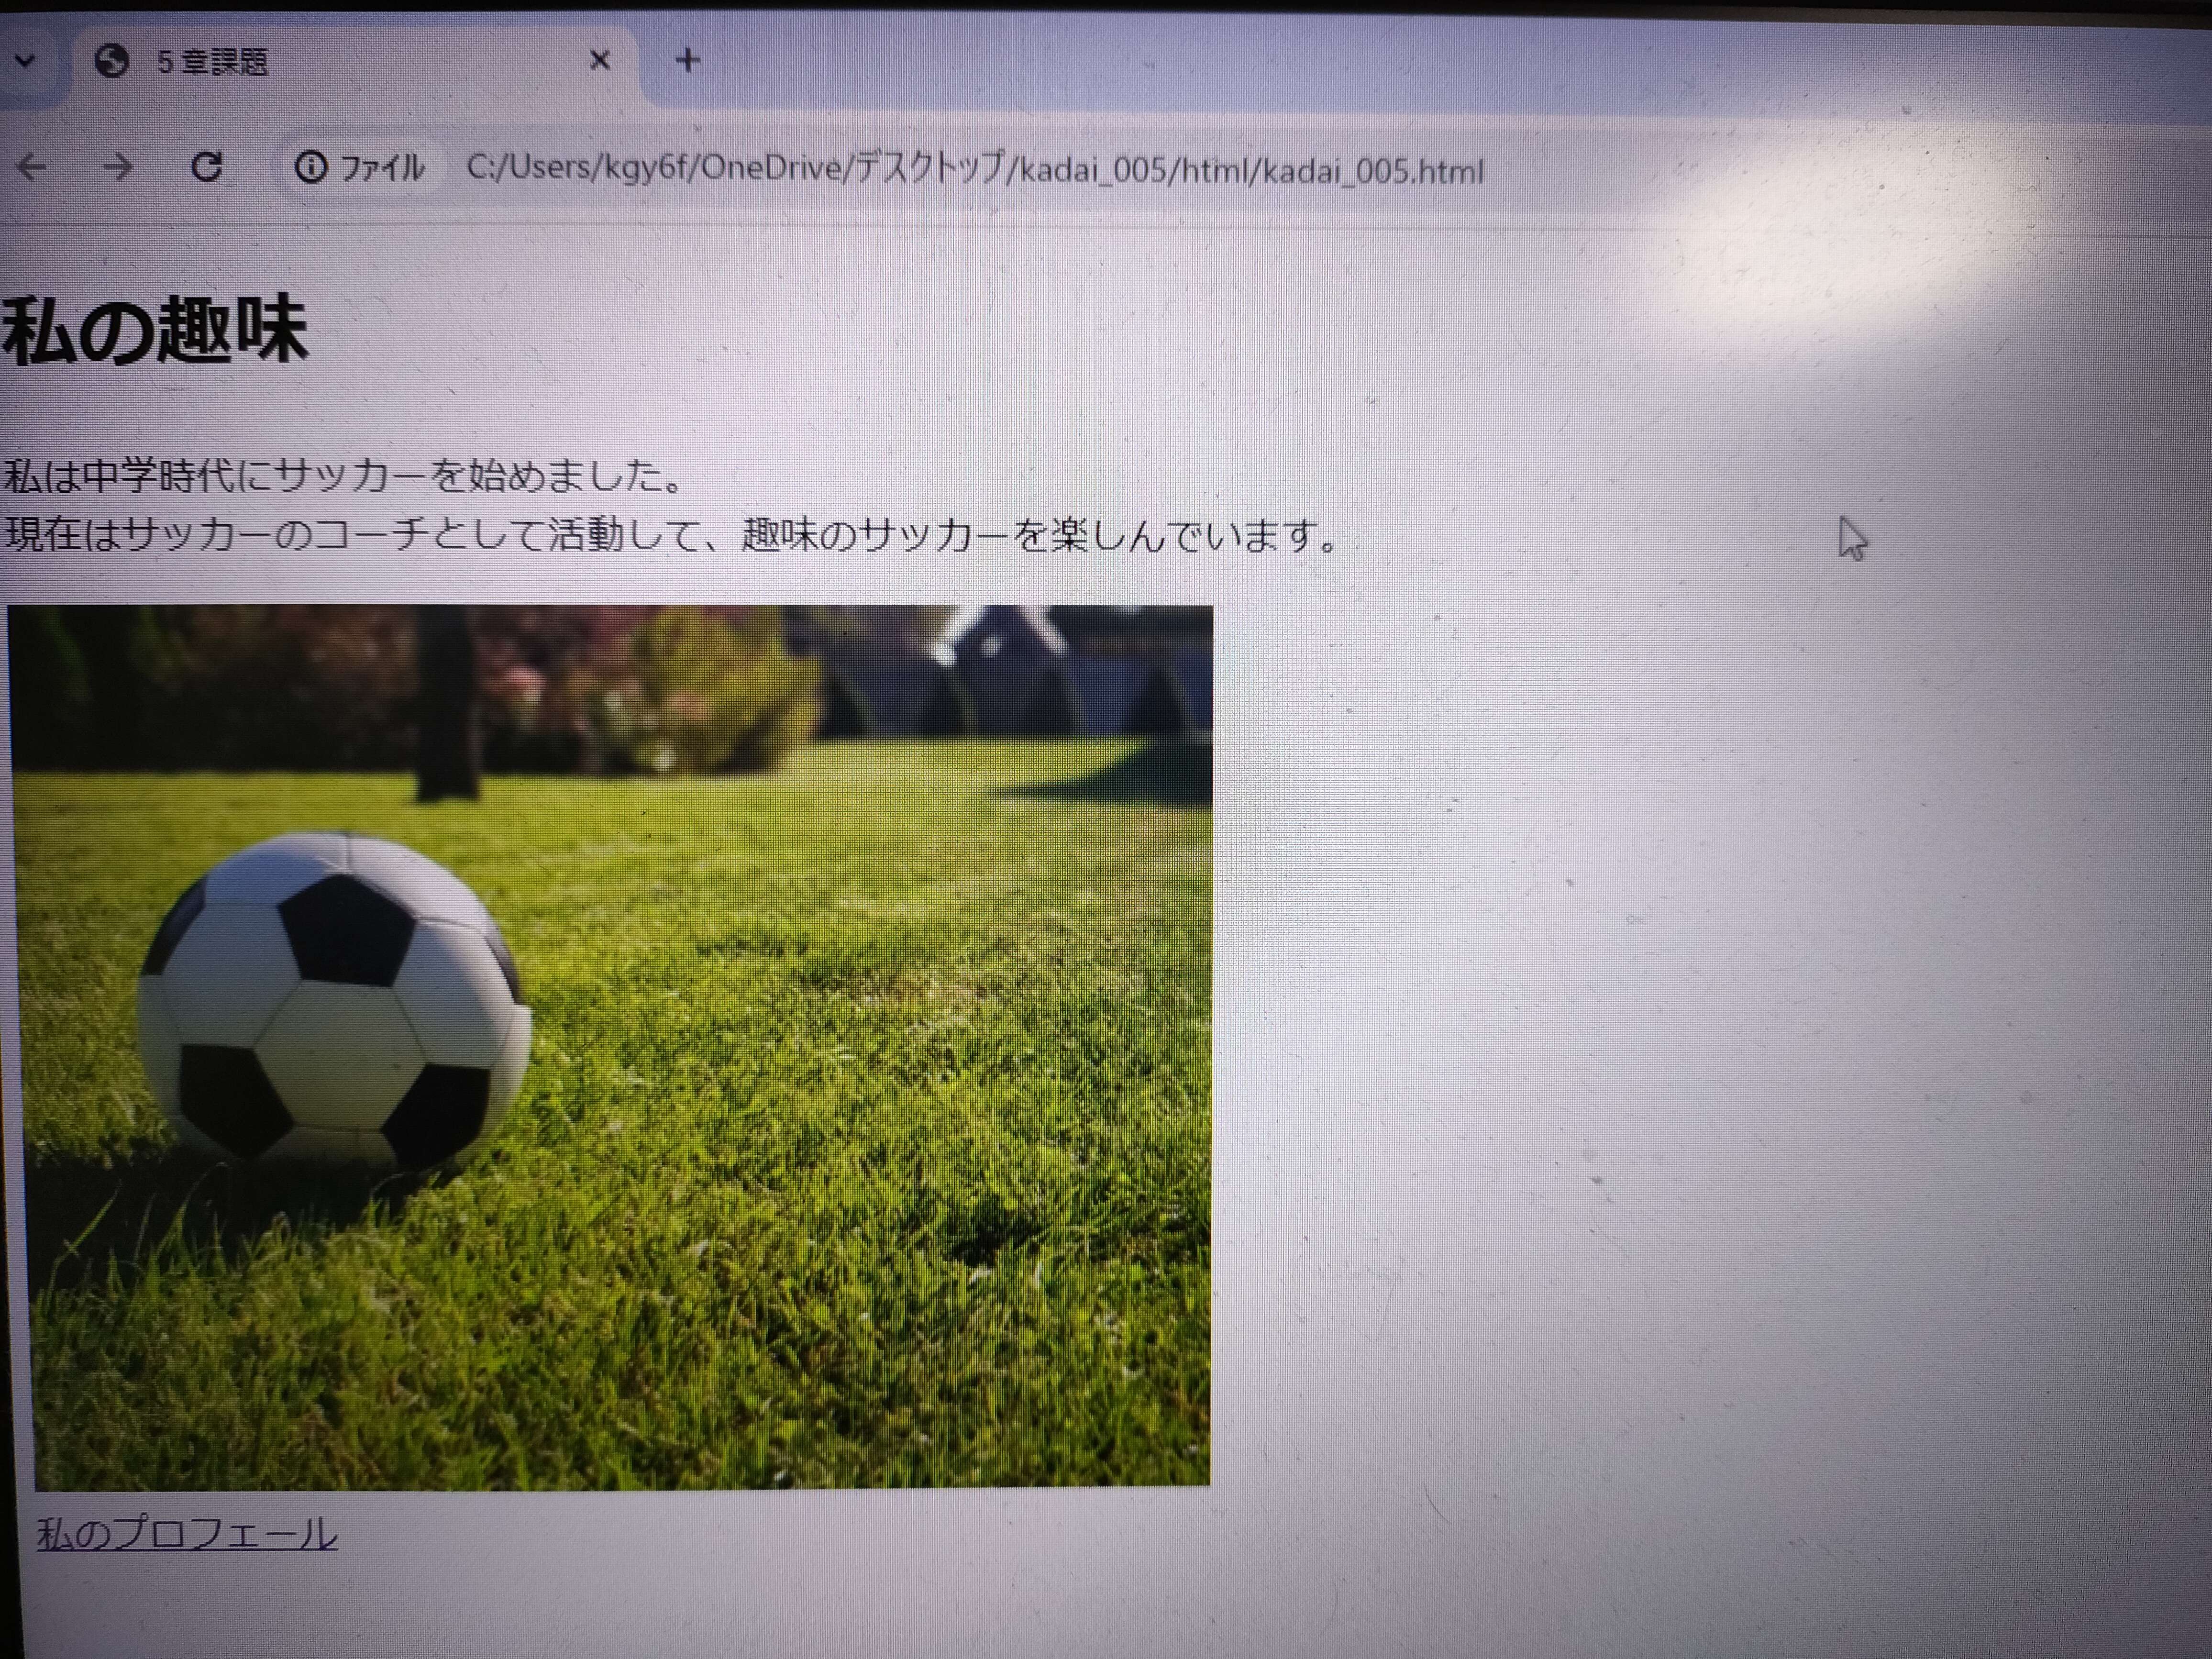 5章課題
ファイル C:/Users/kgy6f/OneDrive/デスクトップ/kadai_005/html/kadai_005.html
私の趣味
私は中学時代にサッカーを始めました。
現在はサッカーのコーチとして活動して、趣味のサッカーを楽しんでいます。
私のプロフェール